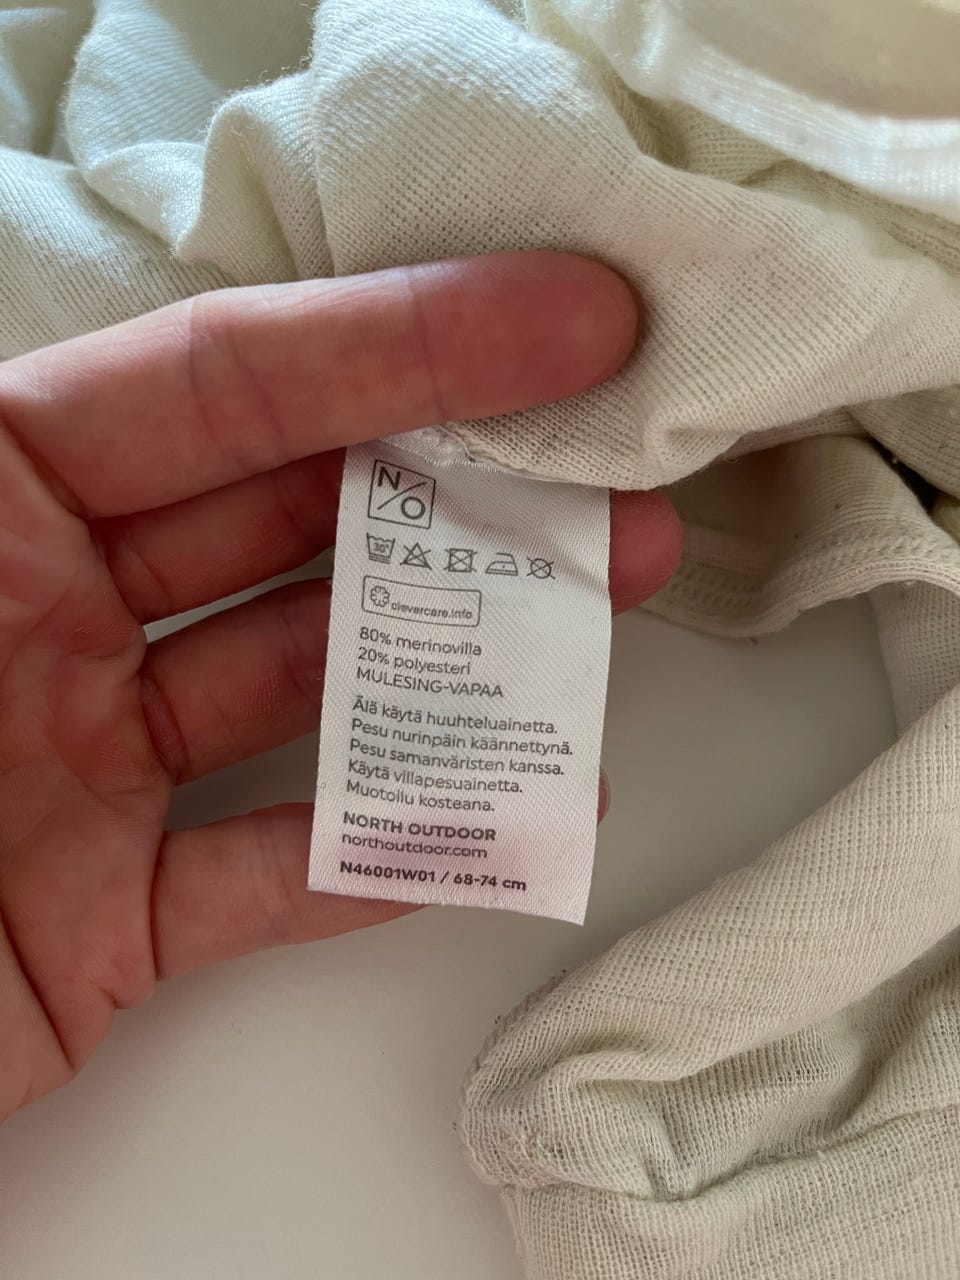 N/O
30°
clevercare.info
80% merinovilla
20% polyesteri
MULESING-VAPAA
Älä käytä huuhteluainetta.
Pesu nurinpäin käännettynä.
Pesu samanväristen kanssa.
Käytä villapesuainetta.
Muotoilu kosteana.
NORTH OUTDOOR
northoutdoor.com
N46001W01 / 68-74 cm